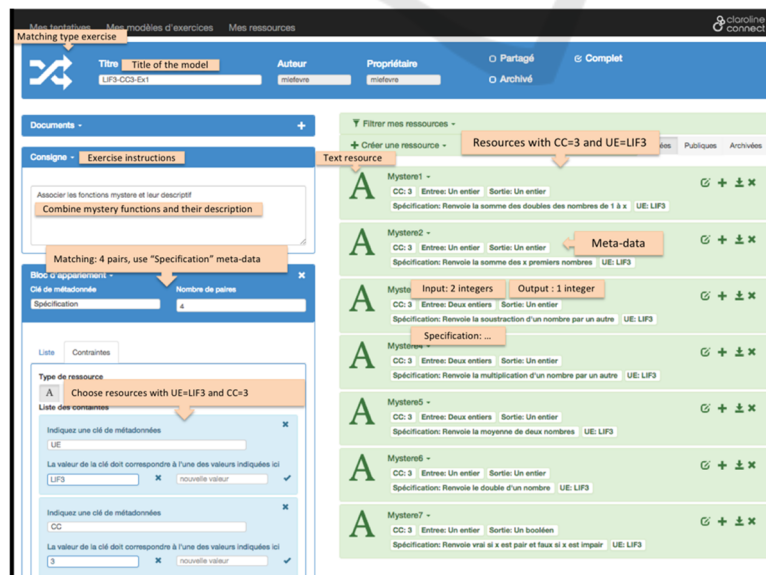 Mes tentatives Mes modèles d'exercices Mes ressources
claroline
connect
Matching type exercise
Titre Title of the model
LIF3-CC3-Ex1
Auteur
miefevre
Propriétaire
miefevre
Partagé
Complet
Archivé
Documents
Consigne Exercise instructions
Associer les fonctions mystere et leur descriptif
Combine mystery functions and their description
Matching: 4 pairs, use "Specification" meta-data
Bloc d'appariement
Clé de métadonnée Nombre de paires
Spécification 4
Liste Contraintes
Type de ressource
A Choose resources with UE=LIF3 and CC=3
Liste des containtes
Indiquez une clé de métadonnées
UE
La valeur de la clé doit correspondre à l'une des valeurs indiquées ici
LIF3 nouvelle valeur
Indiquez une clé de métadonnées
CC
La valeur de la clé doit correspondre à l'une des valeurs indiquées ici
3 nouvelle valeur
Filtrer mes ressources
Créer une ressource Resources with CC=3 and UE=LIF3 Publiques Archivées
Text resource
A Mystere1
CC: 3 Entree: Un entier Sortie: Un entier
Spécification: Renvoie la somme des doubles des nombres de 1 à x UE: LIF3
A Mystere2
CC: 3 Entree: Un entier Sortie: Un entier Meta-data
Spécification: Renvoie la somme des x premiers nombres UE: LIF3
A Input: 2 integers Output : 1 integer
CC: 3 Entree: Deux entiers Sortie: Un entier
Spécification: Renvoie la soustraction d'un nombre par un autre UE: LIF3
Specification: ...
A Mystere4
CC: 3 Entree: Deux entiers Sortie: Un entier
Spécification: Renvoie la multiplication d'un nombre par un autre UE: LIF3
A Mystere5
CC: 3 Entree: Deux entiers Sortie: Un entier
Spécification: Renvoie la moyenne de deux nombres UE: LIF3
A Mystere6
CC: 3 Entree: Un entier Sortie: Un entier
Spécification: Renvoie le double d'un nombre UE: LIF3
A Mystere7
CC: 3 Entree: Un entier Sortie: Un booléen
Spécification: Renvoie vrai si x est pair et faux si x est impair UE: LIF3